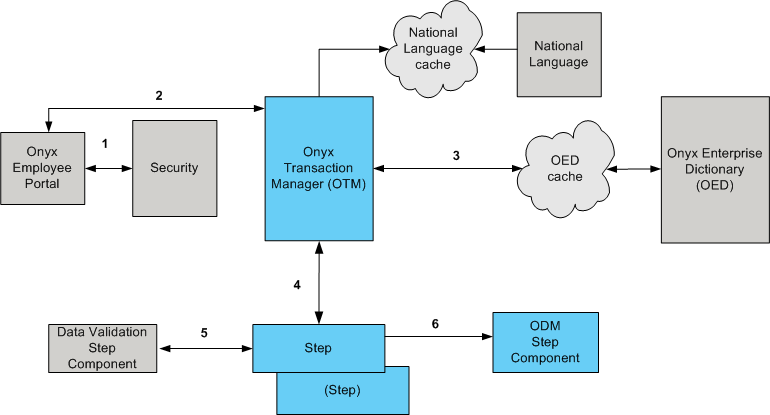 National
Language
cache
National
Language
2
Onyx
Employee
Portal
1
Security
Onyx
Transaction
Manager (OTM)
3
OED
cache
Onyx Enterprise
Dictionary
(OED)
4
Data Validation
Step
Component
5
Step
(Step)
6
ODM
Step
Component